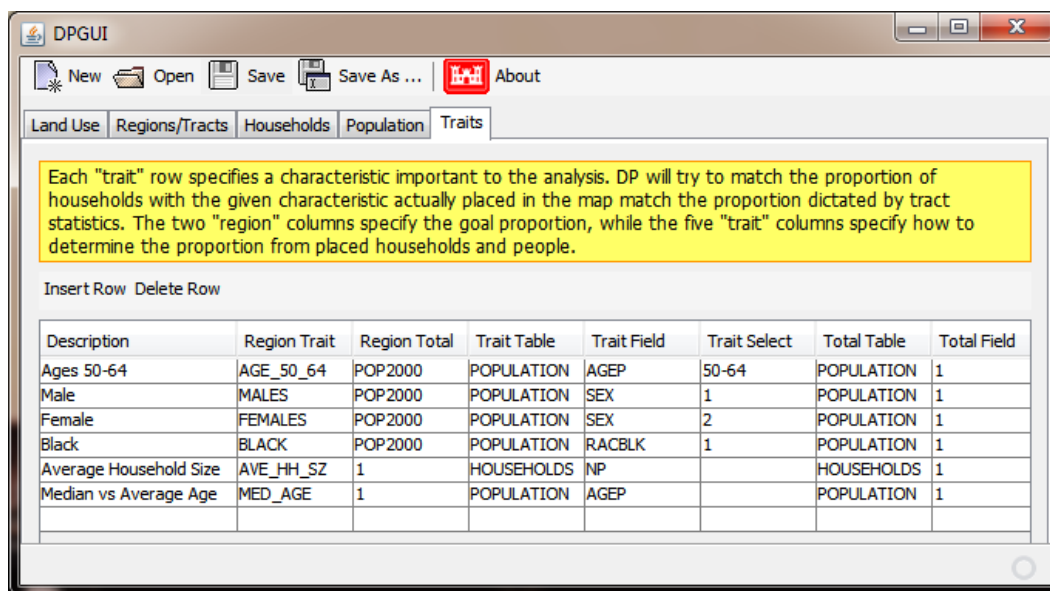 DPGUI
New Open Save Save As ... About
Land Use Regions/Tracts Households Population Traits
Each "trait" row specifies a characteristic important to the analysis. DP will try to match the proportion of
households with the given characteristic actually placed in the map match the proportion dictated by tract
statistics. The two "region" columns specify the goal proportion, while the five "trait" columns specify how to
determine the proportion from placed households and people.
Insert Row Delete Row
Description Region Trait Region Total Trait Table Trait Field Trait Select Total Table Total Field
Ages 50-64 AGE_50_64 POP2000 POPULATION AGEP 50-64 POPULATION 1
Male MALES POP2000 POPULATION SEX 1 POPULATION 1
Female FEMALES POP2000 POPULATION SEX 2 POPULATION 1
Black BLACK POP2000 POPULATION RACBLK 1 POPULATION 1
Average Household Size AVE_HH_SZ 1 HOUSEHOLDS NP HOUSEHOLDS 1
Median vs Average Age MED_AGE 1 POPULATION AGEP POPULATION 1